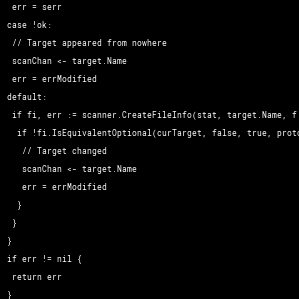 err = serr
case !ok:
// Target appeared from nowhere
scanChan <- target.Name
err = errModified
default:
if fi, err := scanner.CreateFileInfo(stat, target.Name, f
if !fi.IsEquivalentOptional(curTarget, false, true, proto
// Target changed
scanChan <- target.Name
err = errModified
}
}
}
if err != nil {
return err
}